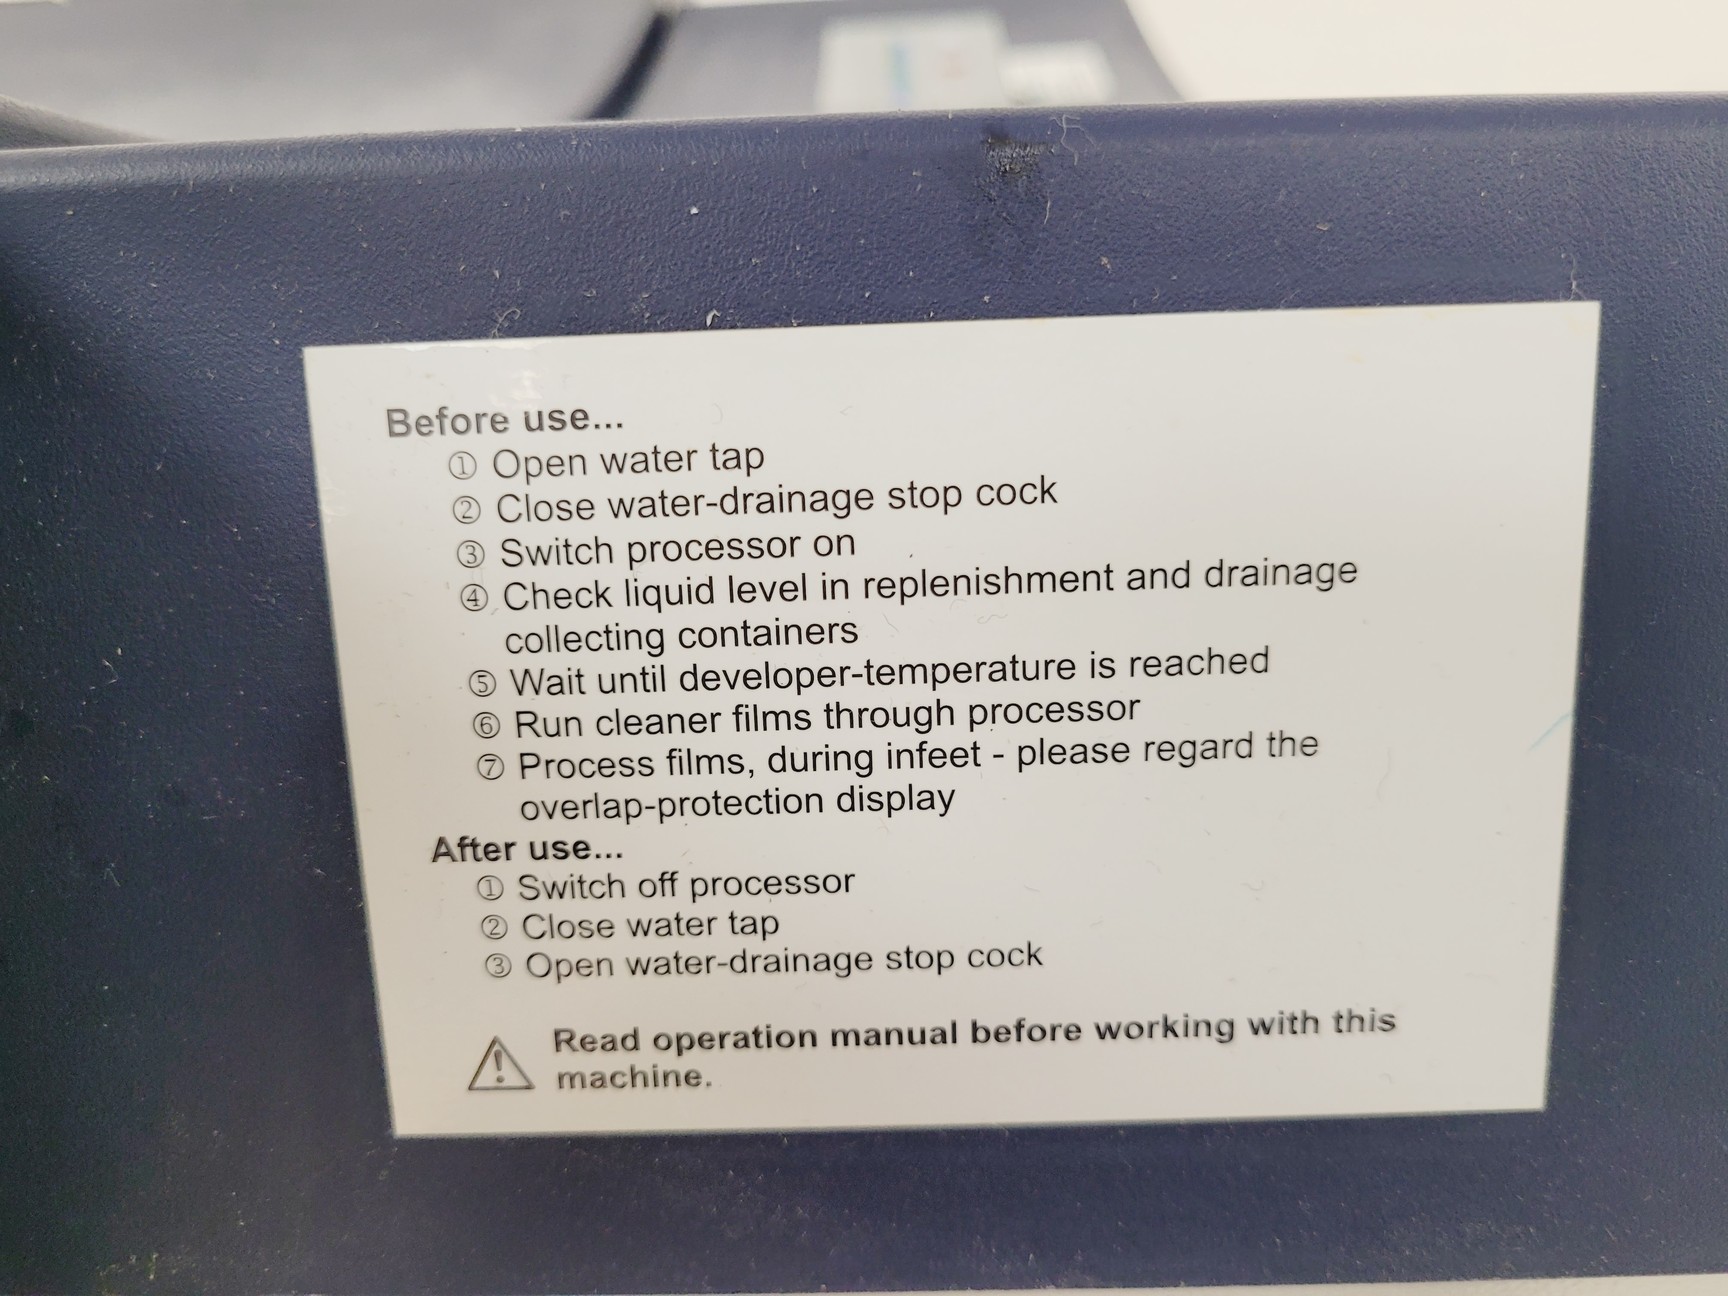 Before use...
① Open water tap
② Close water-drainage stop cock
③ Switch processor on
④ Check liquid level in replenishment and drainage
collecting containers
⑤ Wait until developer-temperature is reached
⑥ Run cleaner films through processor
⑦ Process films, during infeet - please regard the
overlap-protection display
After use...
① Switch off processor
② Close water tap
③ Open water-drainage stop cock
Read operation manual before working with this
machine.